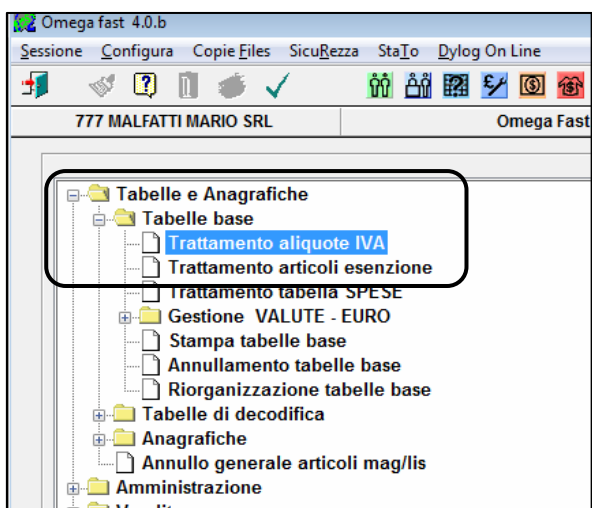 Omega fast 4.0.b
Sessione Configura Copie Files SicuRezza StaTo Dylog On Line
777 MALFATTI MARIO SRL Omega Fast
Tabelle e Anagrafiche
Tabelle base
Trattamento aliquote IVA
Trattamento articoli esenzione
Trattamento tabella SPESE
Gestione VALUTE - EURO
Stampa tabelle base
Annullamento tabelle base
Riorganizzazione tabelle base
Tabelle di decodifica
Anagrafiche
Annullo generale articoli mag/lis
Amministrazione